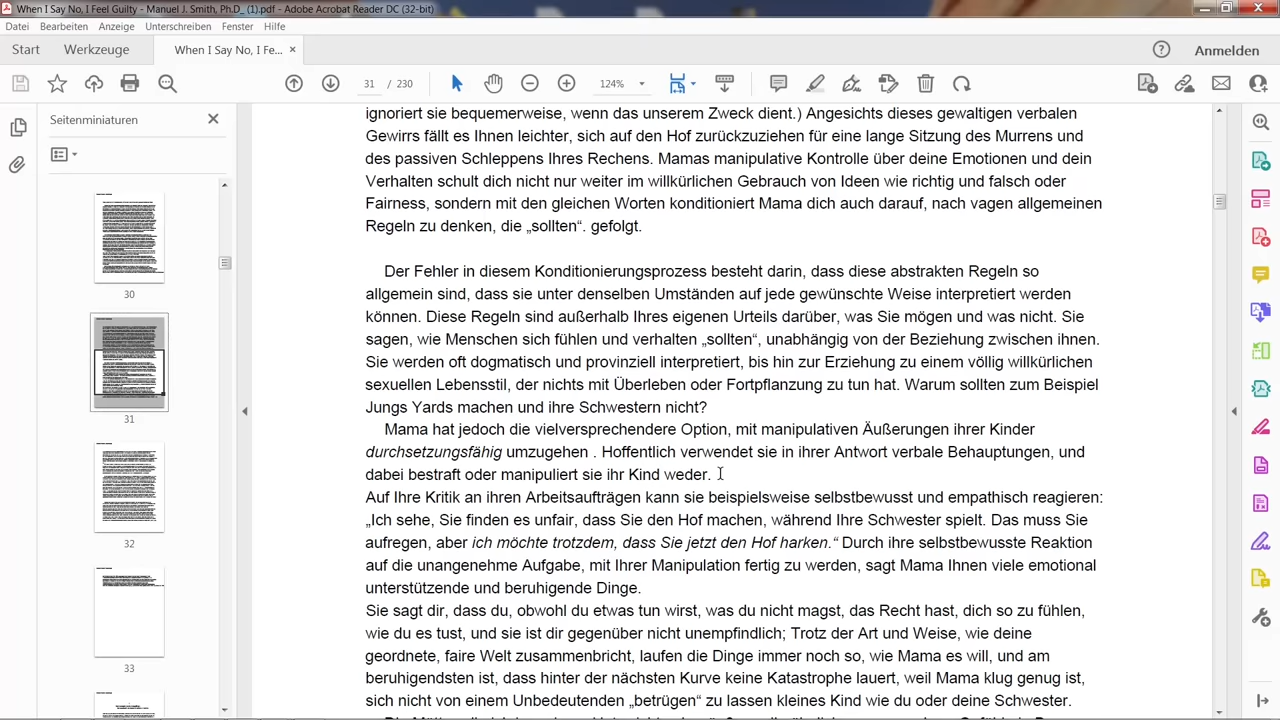 When I Say No, I Feel Guilty - Manuel J. Smith, Ph.D_ (1).pdf - Adobe Acrobat Reader DC (32-bit)
Datei Bearbeiten Anzeige Unterschreiben Fenster Hilfe
Start Werkzeuge When I Say No, I Fe... × Anmelden
31 / 230 124%
Seitenminiaturen
30
31
32
33
ignoriert sie bequemerweise, wenn das unserem Zweck dient.) Angesichts dieses gewaltigen verbalen
Gewirrs fällt es Ihnen leichter, sich auf den Hof zurückzuziehen für eine lange Sitzung des Murrens und
des passiven Schleppens Ihres Rechens. Mamas manipulative Kontrolle über deine Emotionen und dein
Verhalten schult dich nicht nur weiter im willkürlichen Gebrauch von Ideen wie richtig und falsch oder
Fairness, sondern mit den gleichen Worten konditioniert Mama dich auch darauf, nach vagen allgemeinen
Regeln zu denken, die „sollten“ gefolgt.
Der Fehler in diesem Konditionierungsprozess besteht darin, dass diese abstrakten Regeln so
allgemein sind, dass sie unter denselben Umständen auf jede gewünschte Weise interpretiert werden
können. Diese Regeln sind außerhalb Ihres eigenen Urteils darüber, was Sie mögen und was nicht. Sie
sagen, wie Menschen sich fühlen und verhalten „sollten“, unabhängig von der Beziehung zwischen ihnen.
Sie werden oft dogmatisch und provinziell interpretiert, bis hin zur Erziehung zu einem völlig willkürlichen
sexuellen Lebensstil, der nichts mit Überleben oder Fortpflanzung zu tun hat. Warum sollten zum Beispiel
Jungs Yards machen und ihre Schwestern nicht?
Mama hat jedoch die vielversprechendere Option, mit manipulativen Äußerungen ihrer Kinder
durchsetzungsfähig umzugehen . Hoffentlich verwendet sie in ihrer Antwort verbale Behauptungen, und
dabei bestraft oder manipuliert sie ihr Kind weder.
Auf Ihre Kritik an ihren Arbeitsaufträgen kann sie beispielsweise selbstbewusst und empathisch reagieren:
„Ich sehe, Sie finden es unfair, dass Sie den Hof machen, während Ihre Schwester spielt. Das muss Sie
aufregen, aber ich möchte trotzdem, dass Sie jetzt den Hof harken.“ Durch ihre selbstbewusste Reaktion
auf die unangenehme Aufgabe, mit Ihrer Manipulation fertig zu werden, sagt Mama Ihnen viele emotional
unterstützende und beruhigende Dinge.
Sie sagt dir, dass du, obwohl du etwas tun wirst, was du nicht magst, das Recht hast, dich so zu fühlen,
wie du es tust, und sie ist dir gegenüber nicht unempfindlich; Trotz der Art und Weise, wie deine
geordnete, faire Welt zusammenbricht, laufen die Dinge immer noch so, wie Mama es will, und am
beruhigendsten ist, dass hinter der nächsten Kurve keine Katastrophe lauert, weil Mama klug genug ist,
sich nicht von einem Unbedeutenden „betrügen“ zu lassen kleines Kind wie du oder deine Schwester.